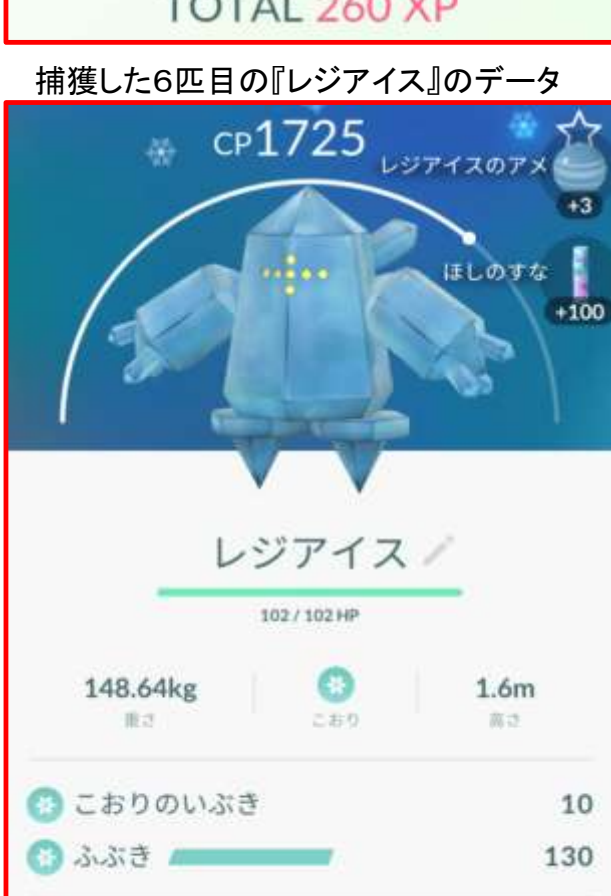 TOTAL 260 XP
捕獲した6匹目の『レジアイス』のデータ
CP1725
レジアイスのアメ
+3
ほしのすな
+100
レジアイス
102 / 102 HP
148.64kg
1.6m
重さ
こおり
高さ
こおりのいぶき 10
ふぶき 130